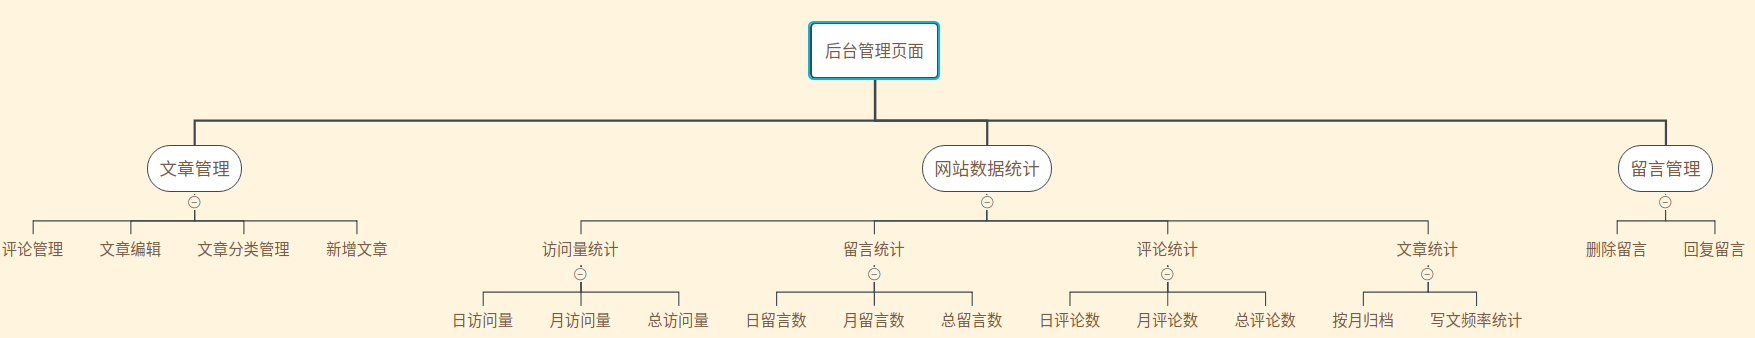 后台管理页面
文章管理
网站数据统计
留言管理
评论管理
文章编辑
文章分类管理
新增文章
访问量统计
留言统计
评论统计
文章统计
删除留言
回复留言
日访问量
月访问量
总访问量
日留言数
月留言数
总留言数
日评论数
月评论数
总评论数
按月归档
写文频率统计